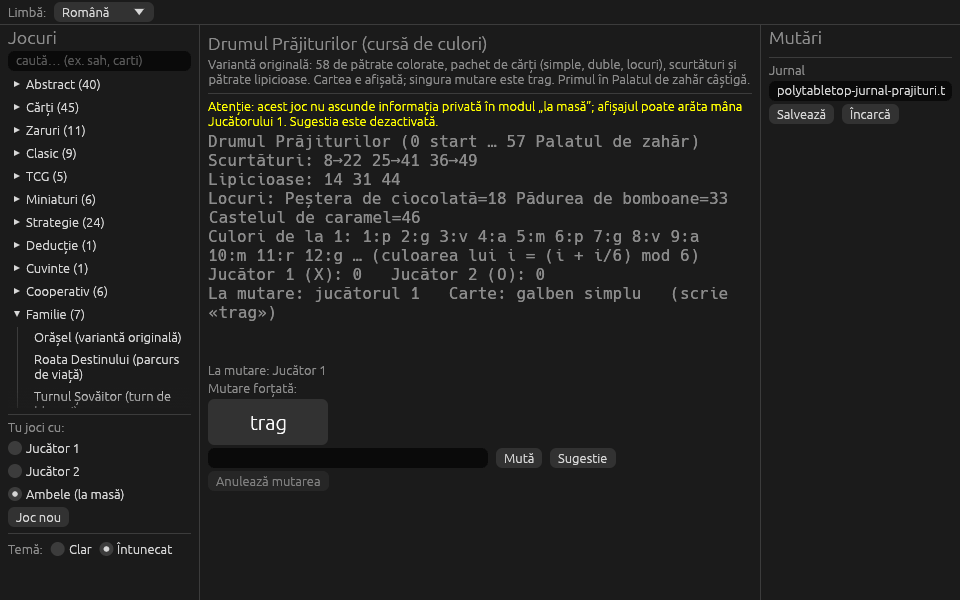 Limbă: Română
Jocuri
caută... (ex. sah, carti)
Abstract (40)
Cărți (45)
Zaruri (11)
Clasic (9)
TCG (5)
Miniaturi (6)
Strategie (24)
Deducție (1)
Cuvinte (1)
Cooperativ (6)
Familie (7)
Orășel (variantă originală)
Roata Destinului (parcurs
de viață)
Turnul Șovăitor (turn de
Tu joci cu:
Jucător 1
Jucător 2
Ambele (la masă)
Joc nou
Temă: Clar Întunecat
Drumul Prăjiturilor (cursă de culori)
Variantă originală: 58 de pătrate colorate, pachet de cărți (simple, duble, locuri), scurtături și
pătrate lipicioase. Cartea e afișată; singura mutare este trag. Primul în Palatul de zahăr câștigă.
Atenție: acest joc nu ascunde informația privată în modul „la masă”; afișajul poate arăta mâna
Jucătorului 1. Sugestia este dezactivată.
Drumul Prăjiturilor (0 start … 57 Palatul de zahăr)
Scurtături: 8→22 25→41 36→49
Lipicioase: 14 31 44
Locuri: Peștera de ciocolată=18 Pădurea de bomboane=33
Castelul de caramel=46
Culori de la 1: 1:p 2:g 3:v 4:a 5:m 6:p 7:g 8:v 9:a
10:m 11:r 12:g … (culoarea lui i = (i + i/6) mod 6)
Jucător 1 (X): 0 Jucător 2 (O): 0
La mutare: jucătorul 1 Carte: galben simplu (scrie
«trag»)
La mutare: Jucător 1
Mutare forțată:
trag
Mută Sugestie
Anulează mutarea
Mutări
Jurnal
polytabletop-jurnal-prajituri.t
Salvează Încarcă